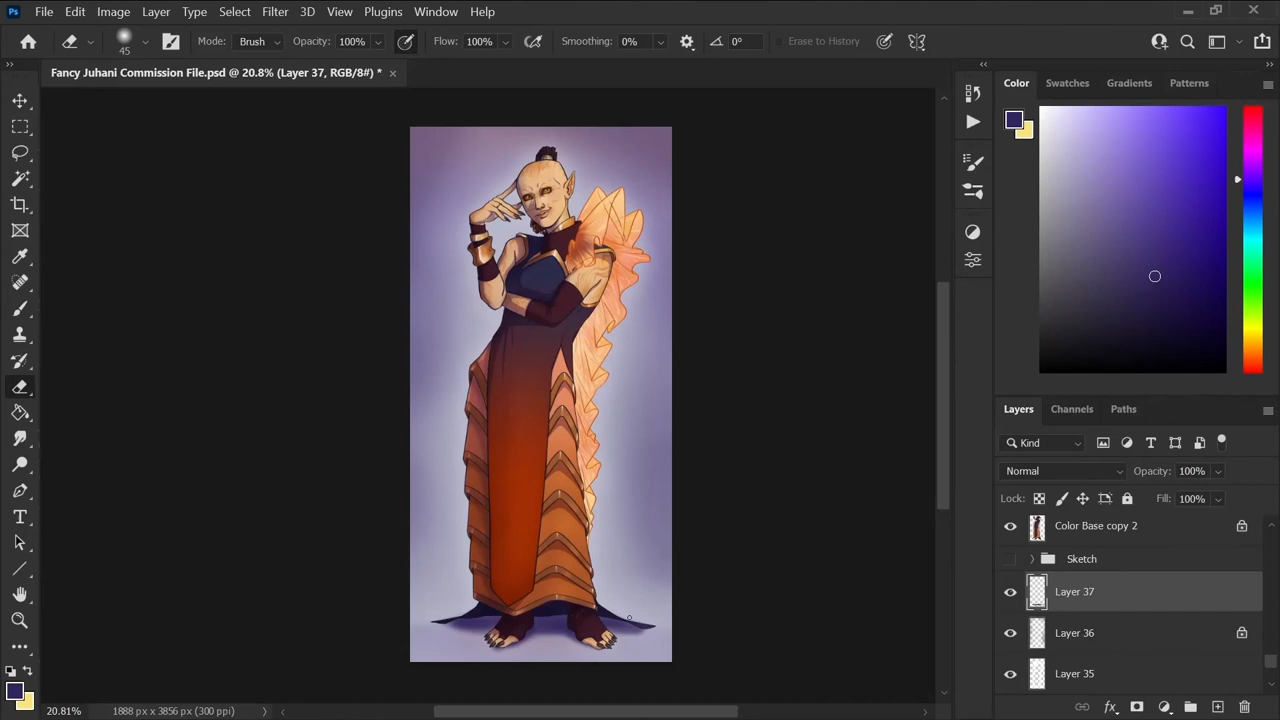 Ps File Edit Image Layer Type Select Filter 3D View Plugins Window Help
45 Mode: Brush Opacity: 100% Flow: 100% Smoothing: 0% 0° Erase to History
Fancy Juhani Commission File.psd @ 20.8% (Layer 37, RGB/8#) *
Color Swatches Gradients Patterns
Layers Channels Paths
Kind
Normal Opacity: 100%
Lock: Fill: 100%
Color Base copy 2
Sketch
Layer 37
Layer 36
Layer 35
20.81% 1888 px x 3856 px (300 ppi)